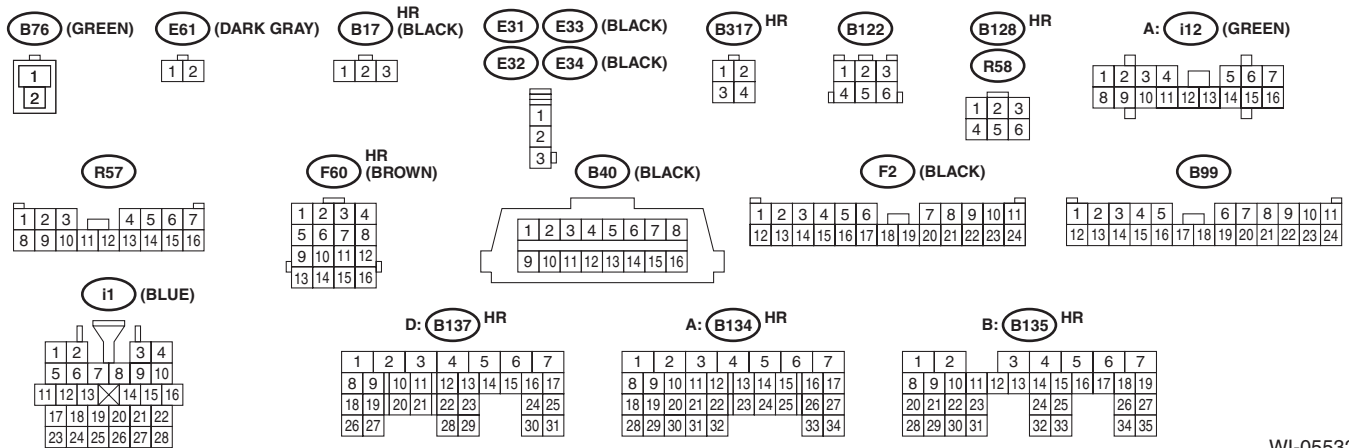 B76 (GREEN)
1
2
E61 (DARK GRAY)
1 2
B17 HR (BLACK)
1 2 3
E31 E33 (BLACK)
E32 E34 (BLACK)
1
2
3
B317 HR
1 2
3 4
B122
1 2 3
4 5 6
B128 HR
R58
1 2 3
4 5 6
A: i12 (GREEN)
1 2 3 4 5 6 7
8 9 10 11 12 13 14 15 16
R57
1 2 3 4 5 6 7
8 9 10 11 12 13 14 15 16
F60 HR (BROWN)
1 2 3 4
5 6 7 8
9 10 11 12
13 14 15 16
B40 (BLACK)
1 2 3 4 5 6 7 8
9 10 11 12 13 14 15 16
F2 (BLACK)
1 2 3 4 5 6 7 8 9 10 11
12 13 14 15 16 17 18 19 20 21 22 23 24
B99
1 2 3 4 5 6 7 8 9 10 11
12 13 14 15 16 17 18 19 20 21 22 23 24
i1 (BLUE)
1 2 3 4
5 6 7 8 9 10
11 12 13 14 15 16
17 18 19 20 21 22
23 24 25 26 27 28
D: B137 HR
1 2 3 4 5 6 7
8 9 10 11 12 13 14 15 16 17
18 19 20 21 22 23 24 25
26 27 28 29 30 31
A: B134 HR
1 2 3 4 5 6 7
8 9 10 11 12 13 14 15 16 17
18 19 20 21 22 23 24 25 26 27
28 29 30 31 32 33 34
B: B135 HR
1 2 3 4 5 6 7
8 9 10 11 12 13 14 15 16 17 18 19
20 21 22 23 24 25 26 27
28 29 30 31 32 33 34 35